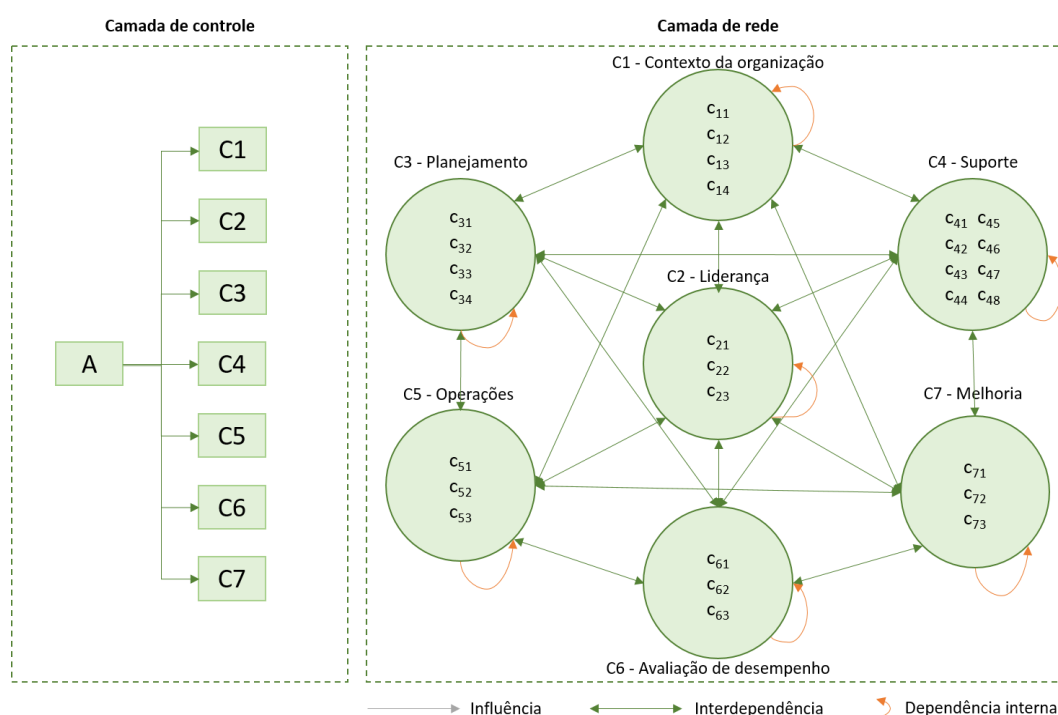 Camada de controle
Camada de rede
A
C1
C2
C3
C4
C5
C6
C7
C1 - Contexto da organização
c₁₁
c₁₂
c₁₃
c₁₄
C3 - Planejamento
c₃₁
c₃₂
c₃₃
c₃₄
C4 - Suporte
c₄₁ c₄₅
c₄₂ c₄₆
c₄₃ c₄₇
c₄₄ c₄₈
C2 - Liderança
c₂₁
c₂₂
c₂₃
C5 - Operações
c₅₁
c₅₂
c₅₃
C7 - Melhoria
c₇₁
c₇₂
c₇₃
c₆₁
c₆₂
c₆₃
C6 - Avaliação de desempenho
Influência
Interdependência
Dependência interna